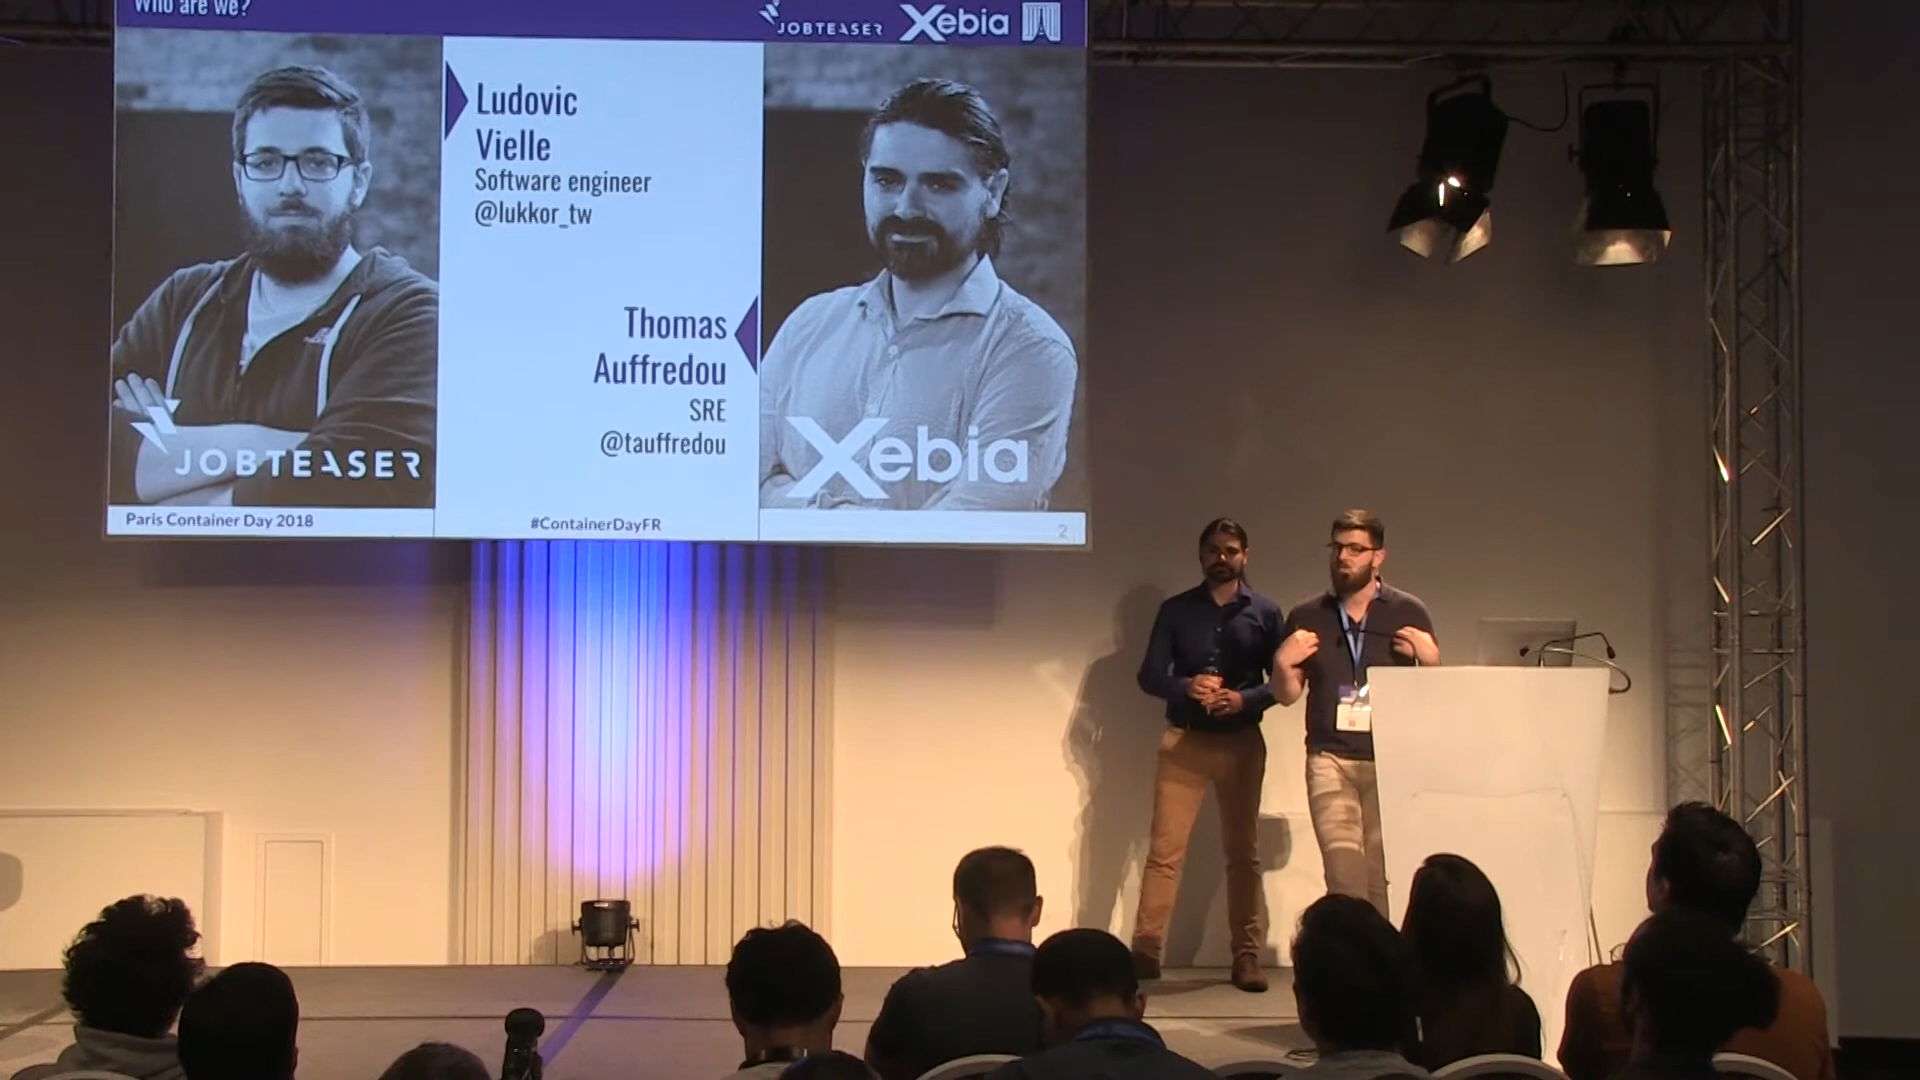 Who are we?
JOBTEASER
Xebia
Ludovic
Vielle
Software engineer
@lukkor_tw
Thomas
Auffredou
SRE
@tauffredou
JOBTEASER
Xebia
Paris Container Day 2018
#ContainerDayFR
2